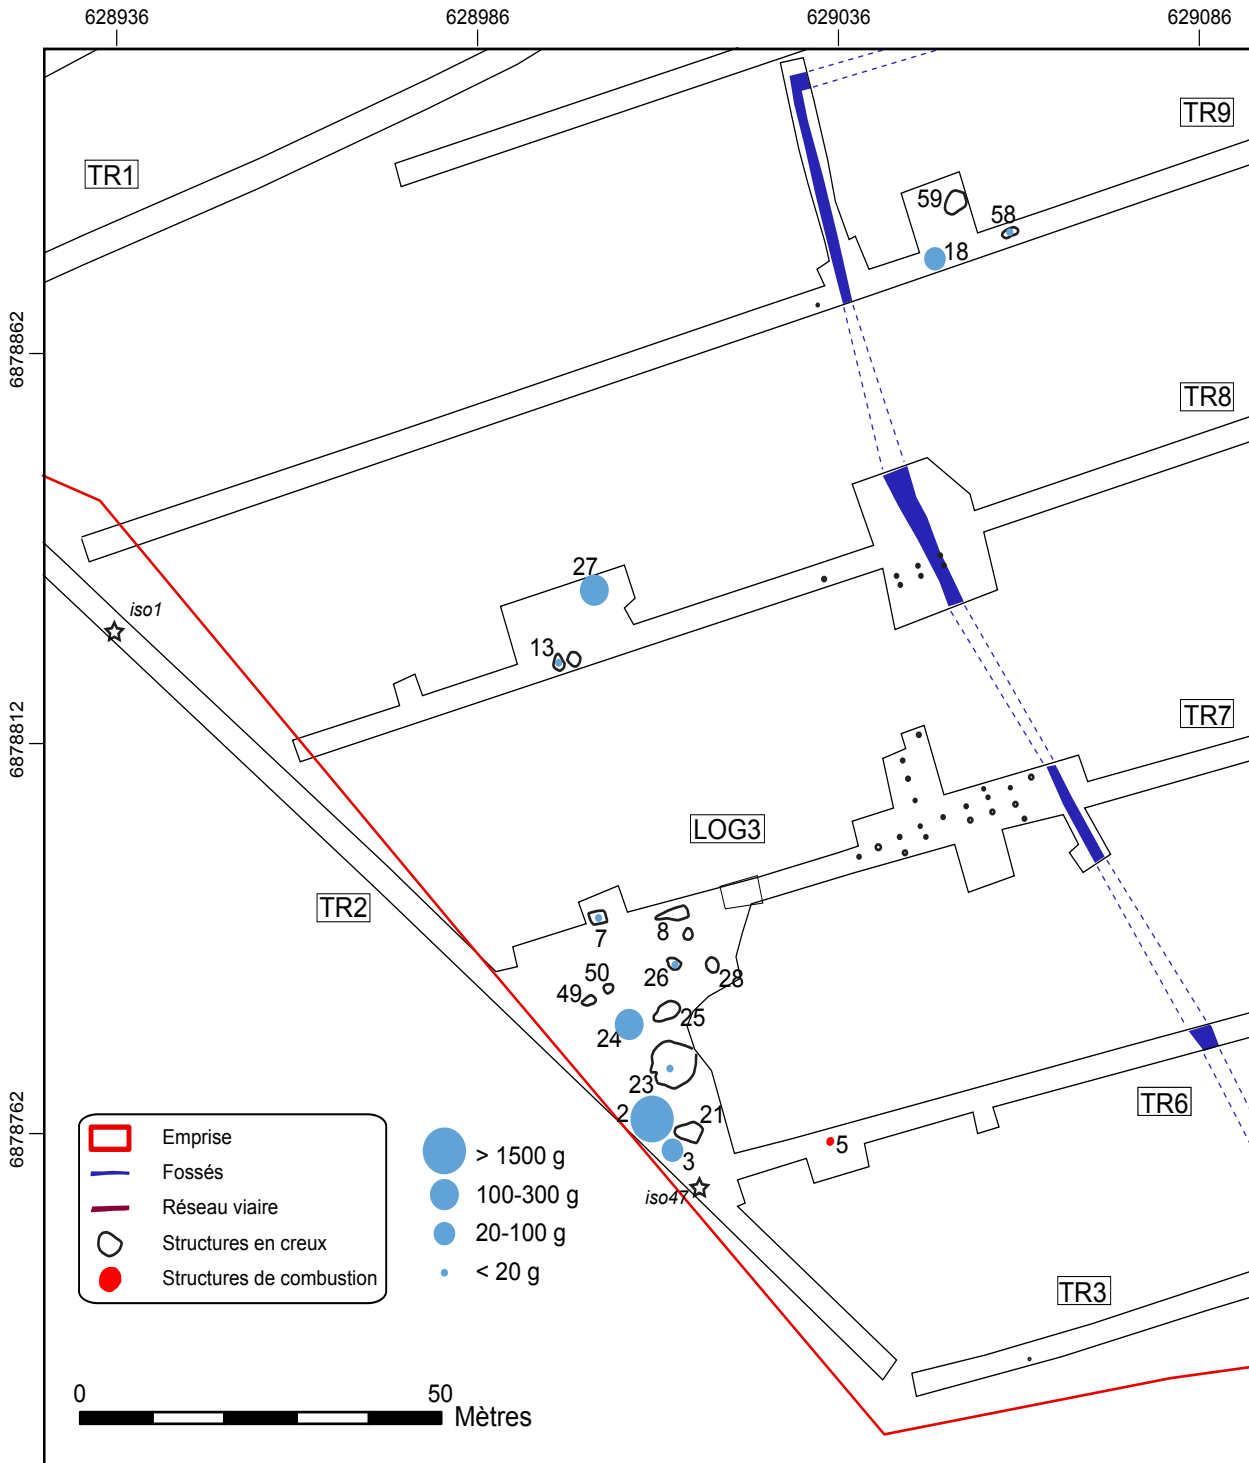 628936
628986
629036
629086
TR9
TR1
59
58
18
6878862
TR8
27
iso1
13
TR7
6878812
LOG3
TR2
7
8
50
26
28
49
25
24
23
2
21
6878762
TR6
5
3
iso47
Emprise
Fossés
Réseau viaire
Structures en creux
Structures de combustion
> 1500 g
100-300 g
20-100 g
< 20 g
TR3
0
50
Mètres